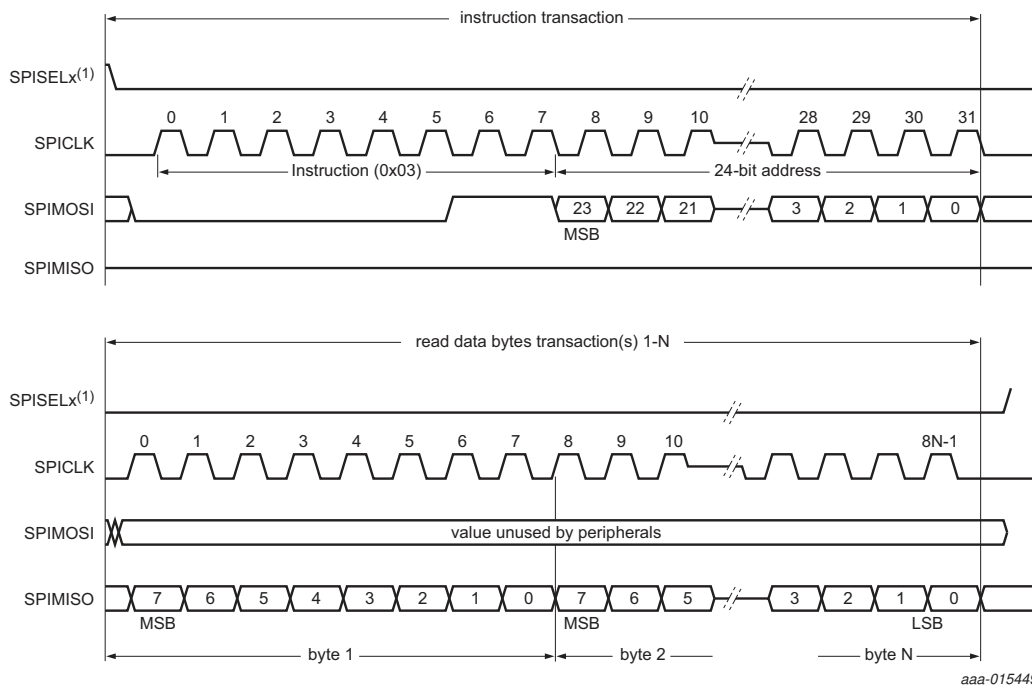 instruction transaction
SPISELx(1)
0 1 2 3 4 5 6 7 8 9 10 28 29 30 31
SPICLK
Instruction (0x03) 24-bit address
SPIMOSI 23 22 21 3 2 1 0
MSB
SPIMISO
read data bytes transaction(s) 1-N
SPISELx(1)
0 1 2 3 4 5 6 7 8 9 10 8N-1
SPICLK
SPIMOSI value unused by peripherals
SPIMISO 7 6 5 4 3 2 1 0 7 6 5 3 2 1 0
MSB MSB LSB
byte 1 byte 2 byte N
aaa-015449